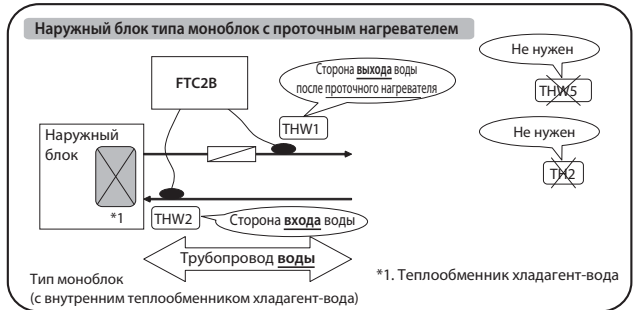 Наружный блок типа моноблок с проточным нагревателем
FTC2B
Сторона выхода воды
после проточного нагревателя
Не нужен
THW5
THW1
Наружный
блок
Не нужен
TH2
*1
THW2
Сторона входа воды
Трубопровод воды
Тип моноблок
(с внутренним теплообменником хладагент-вода)
*1. Теплообменник хладагент-вода